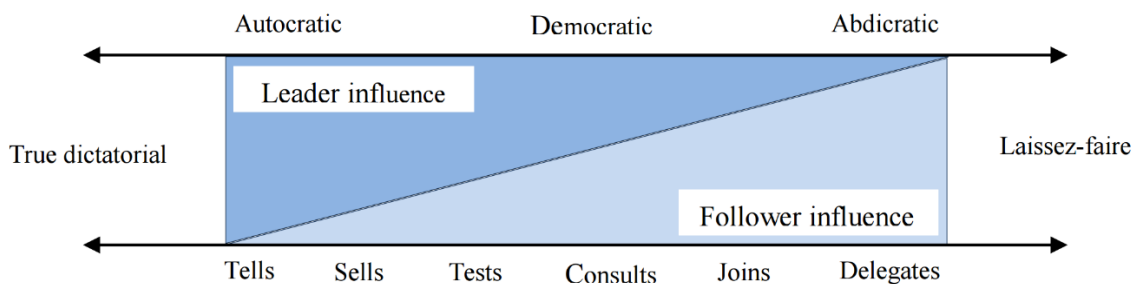 Autocratic Democratic Abdicratic
Leader influence
True dictatorial Laissez-faire
Follower influence
Tells Sells Tests Consults Joins Delegates